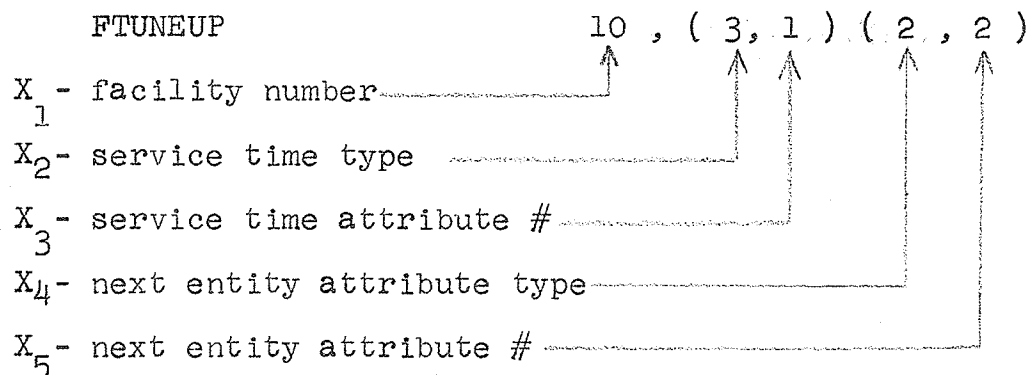 FTUNEUP 10 , ( 3, 1 ) ( 2 , 2 )
X1- facility number
X2- service time type
X3- service time attribute #
X4- next entity attribute type
X5- next entity attribute #